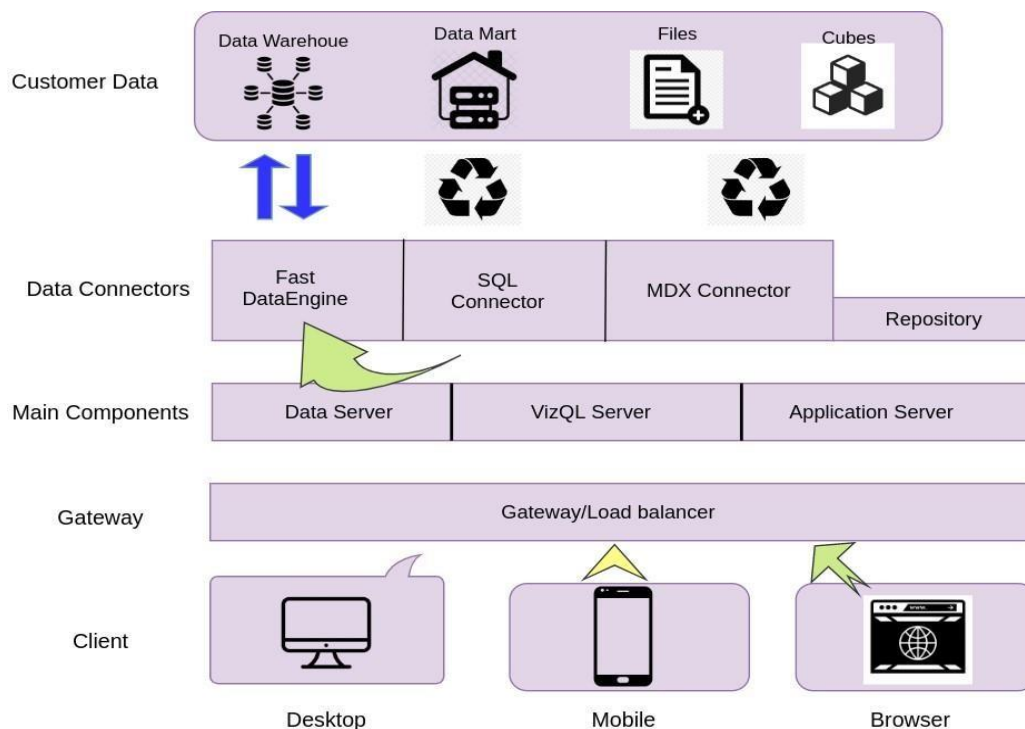 Customer Data
Data Warehoue
Data Mart
Files
Cubes
Data Connectors
Fast
DataEngine
SQL
Connector
MDX Connector
Repository
Main Components
Data Server
VizQL Server
Application Server
Gateway
Gateway/Load balancer
Client
www
Desktop
Mobile
Browser